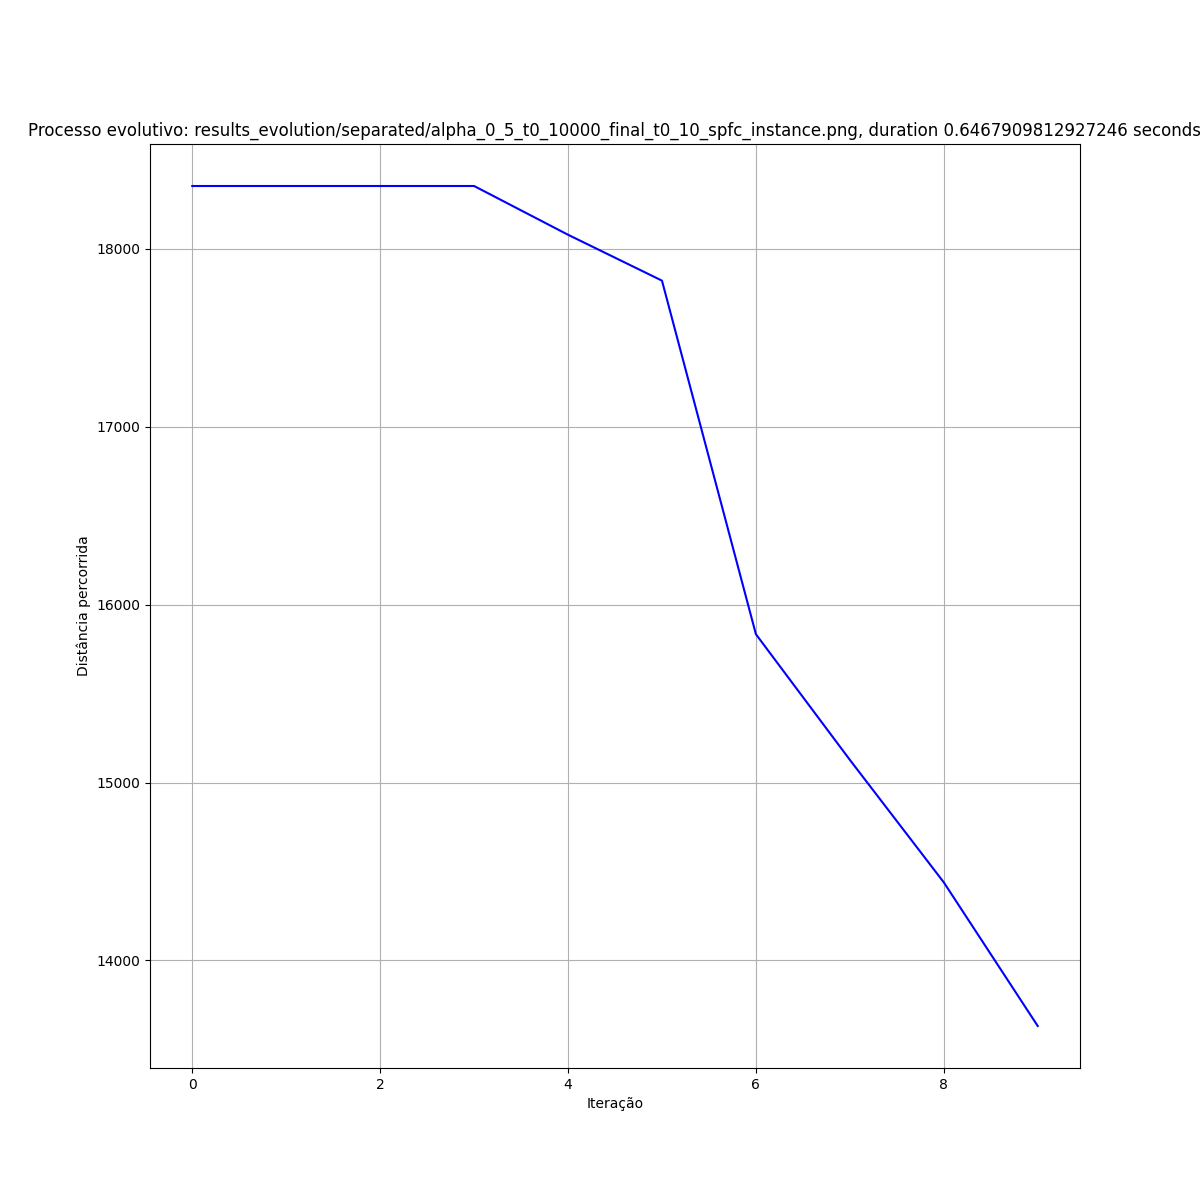 Processo evolutivo: results_evolution/separated/alpha_0_5_t0_10000_final_t0_10_spfc_instance.png, duration 0.6467909812927246 seconds
18000
17000
16000
15000
14000
Distância percorrida
0 2 4 6 8
Iteração